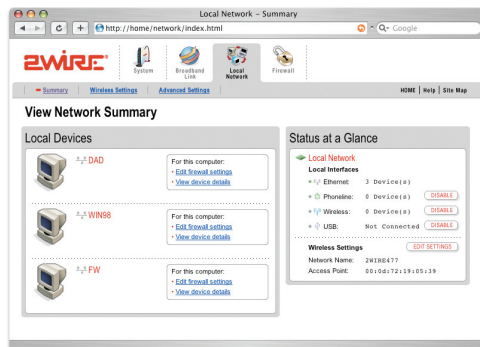 Local Network - Summary
http://home/network/index.html
Google
2WIRE
System
Broadband Link
Local Network
Firewall
Summary
Wireless Settings
Advanced Settings
HOME | Help | Site Map
View Network Summary
Local Devices
DAD
For this computer:
• Edit firewall settings
• View device details
WIN98
For this computer:
• Edit firewall settings
• View device details
FW
For this computer:
• Edit firewall settings
• View device details
Status at a Glance
Local Network
Local Interfaces
Ethernet: 3 Device(s)
Phoneline: 0 Device(s) DISABLE
Wireless: 0 Device(s) DISABLE
USB: Not Connected DISABLE
Wireless Settings EDIT SETTINGS
Network Name: 2WIRE477
Access Point: 00:0d:72:19:05:39